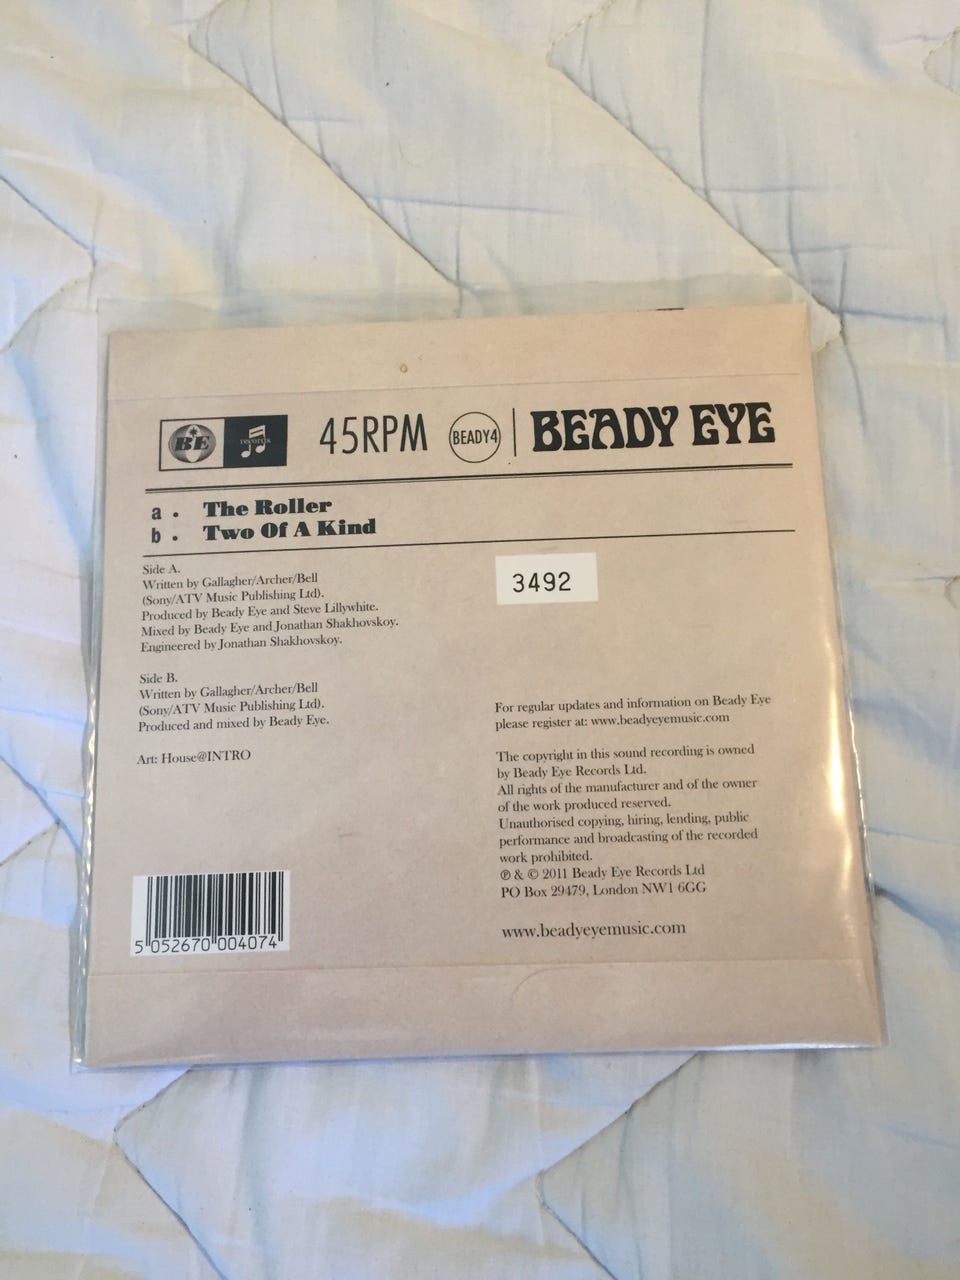 BE records 45RPM BEADY4 BEADY EYE
a. The Roller
b. Two Of A Kind
Side A.
Written by Gallagher/Archer/Bell
(Sony/ATV Music Publishing Ltd).
Produced by Beady Eye and Steve Lillywhite.
Mixed by Beady Eye and Jonathan Shakhovskoy.
Engineered by Jonathan Shakhovskoy.
Side B.
Written by Gallagher/Archer/Bell
(Sony/ATV Music Publishing Ltd).
Produced and mixed by Beady Eye.
Art: House@INTRO
5 052670 004074
3492
For regular updates and information on Beady Eye
please register at: www.beadyeyemusic.com
The copyright in this sound recording is owned
by Beady Eye Records Ltd.
All rights of the manufacturer and of the owner
of the work produced reserved.
Unauthorised copying, hiring, lending, public
performance and broadcasting of the recorded
work prohibited.
℗ & © 2011 Beady Eye Records Ltd
PO Box 29479, London NW1 6GG
www.beadyeyemusic.com